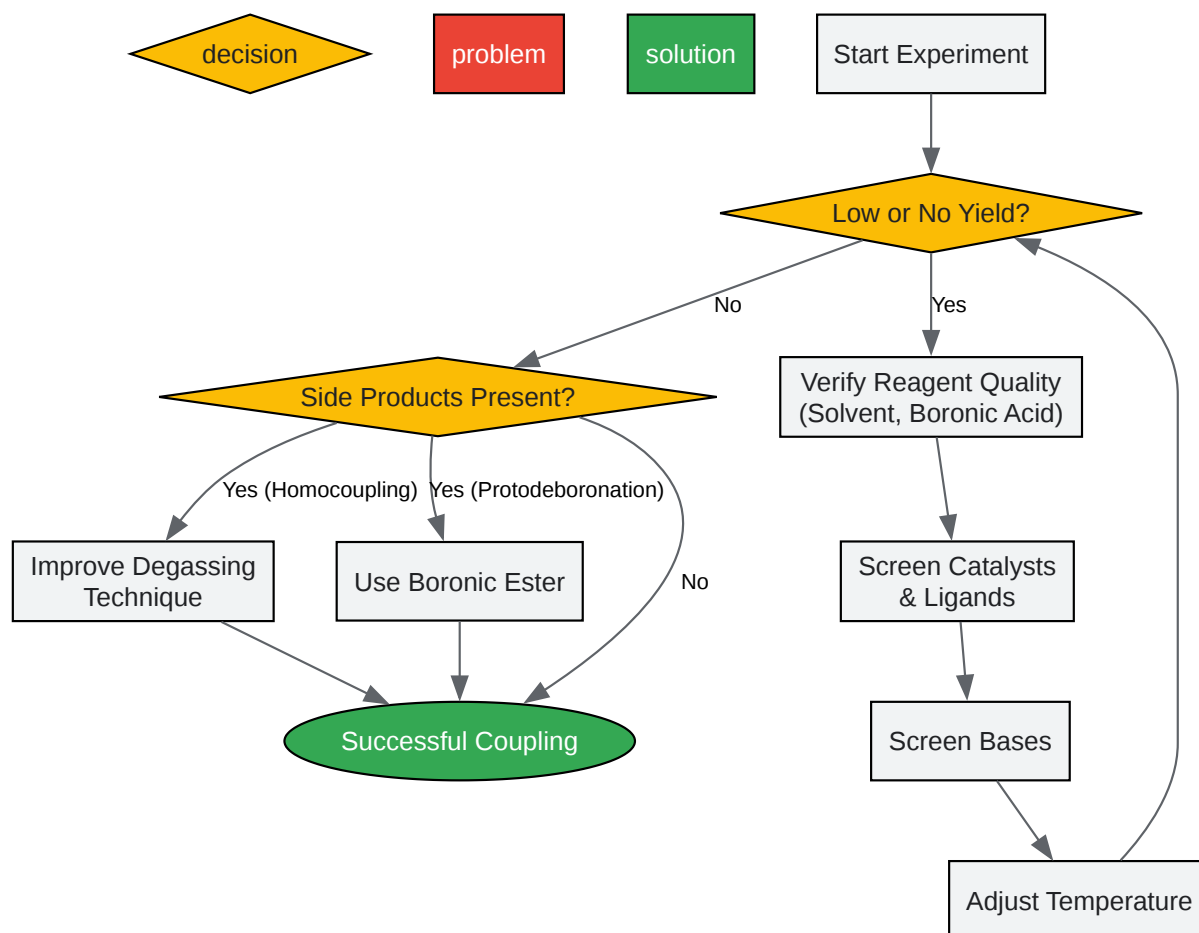 decision
problem
solution
Start Experiment
Low or No Yield?
No
Yes
Side Products Present?
Verify Reagent Quality
(Solvent, Boronic Acid)
Yes (Homocoupling)
Yes (Protodeboronation)
No
Improve Degassing
Technique
Use Boronic Ester
Screen Catalysts
& Ligands
Successful Coupling
Screen Bases
Adjust Temperature